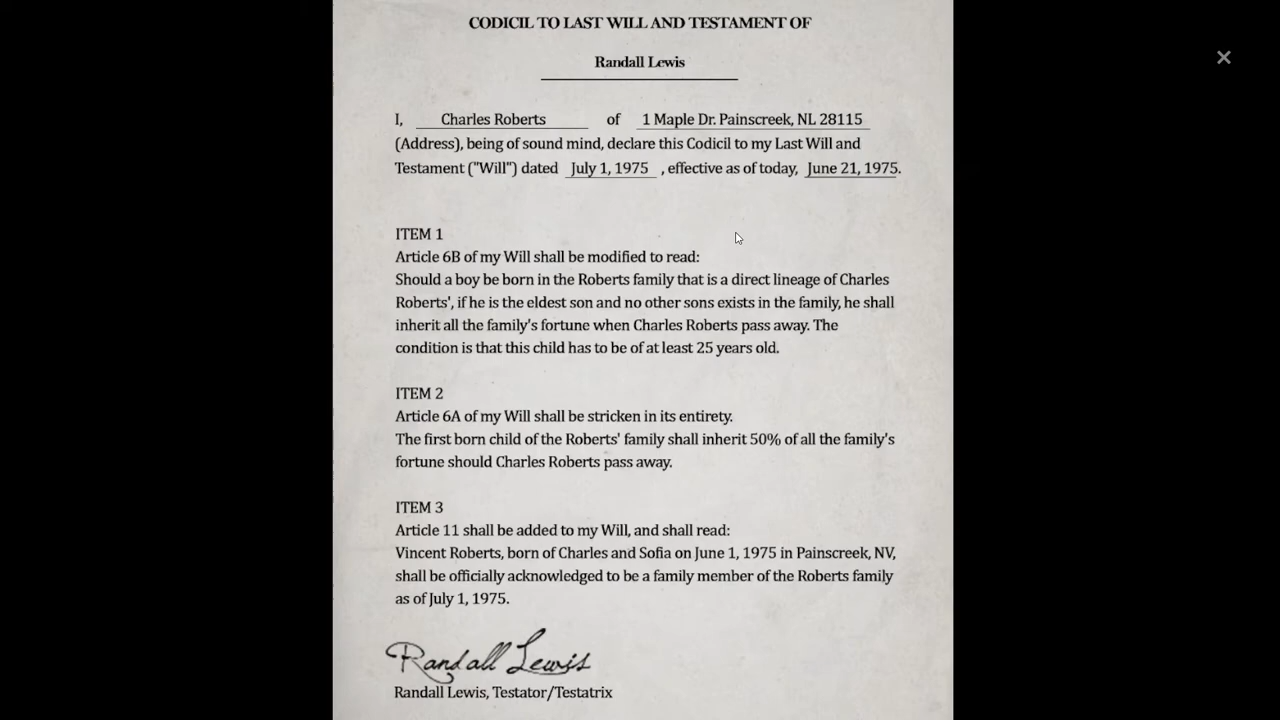 CODICIL TO LAST WILL AND TESTAMENT OF
Randall Lewis
I, Charles Roberts of 1 Maple Dr. Painscreek, NL 28115
(Address), being of sound mind, declare this Codicil to my Last Will and
Testament ("Will") dated July 1, 1975 , effective as of today, June 21, 1975.
ITEM 1
Article 6B of my Will shall be modified to read:
Should a boy be born in the Roberts family that is a direct lineage of Charles
Roberts', if he is the eldest son and no other sons exists in the family, he shall
inherit all the family's fortune when Charles Roberts pass away. The
condition is that this child has to be of at least 25 years old.
ITEM 2
Article 6A of my Will shall be stricken in its entirety.
The first born child of the Roberts' family shall inherit 50% of all the family's
fortune should Charles Roberts pass away.
ITEM 3
Article 11 shall be added to my Will, and shall read:
Vincent Roberts, born of Charles and Sofia on June 1, 1975 in Painscreek, NV,
shall be officially acknowledged to be a family member of the Roberts family
as of July 1, 1975.
Randall Lewis
Randall Lewis, Testator/Testatrix